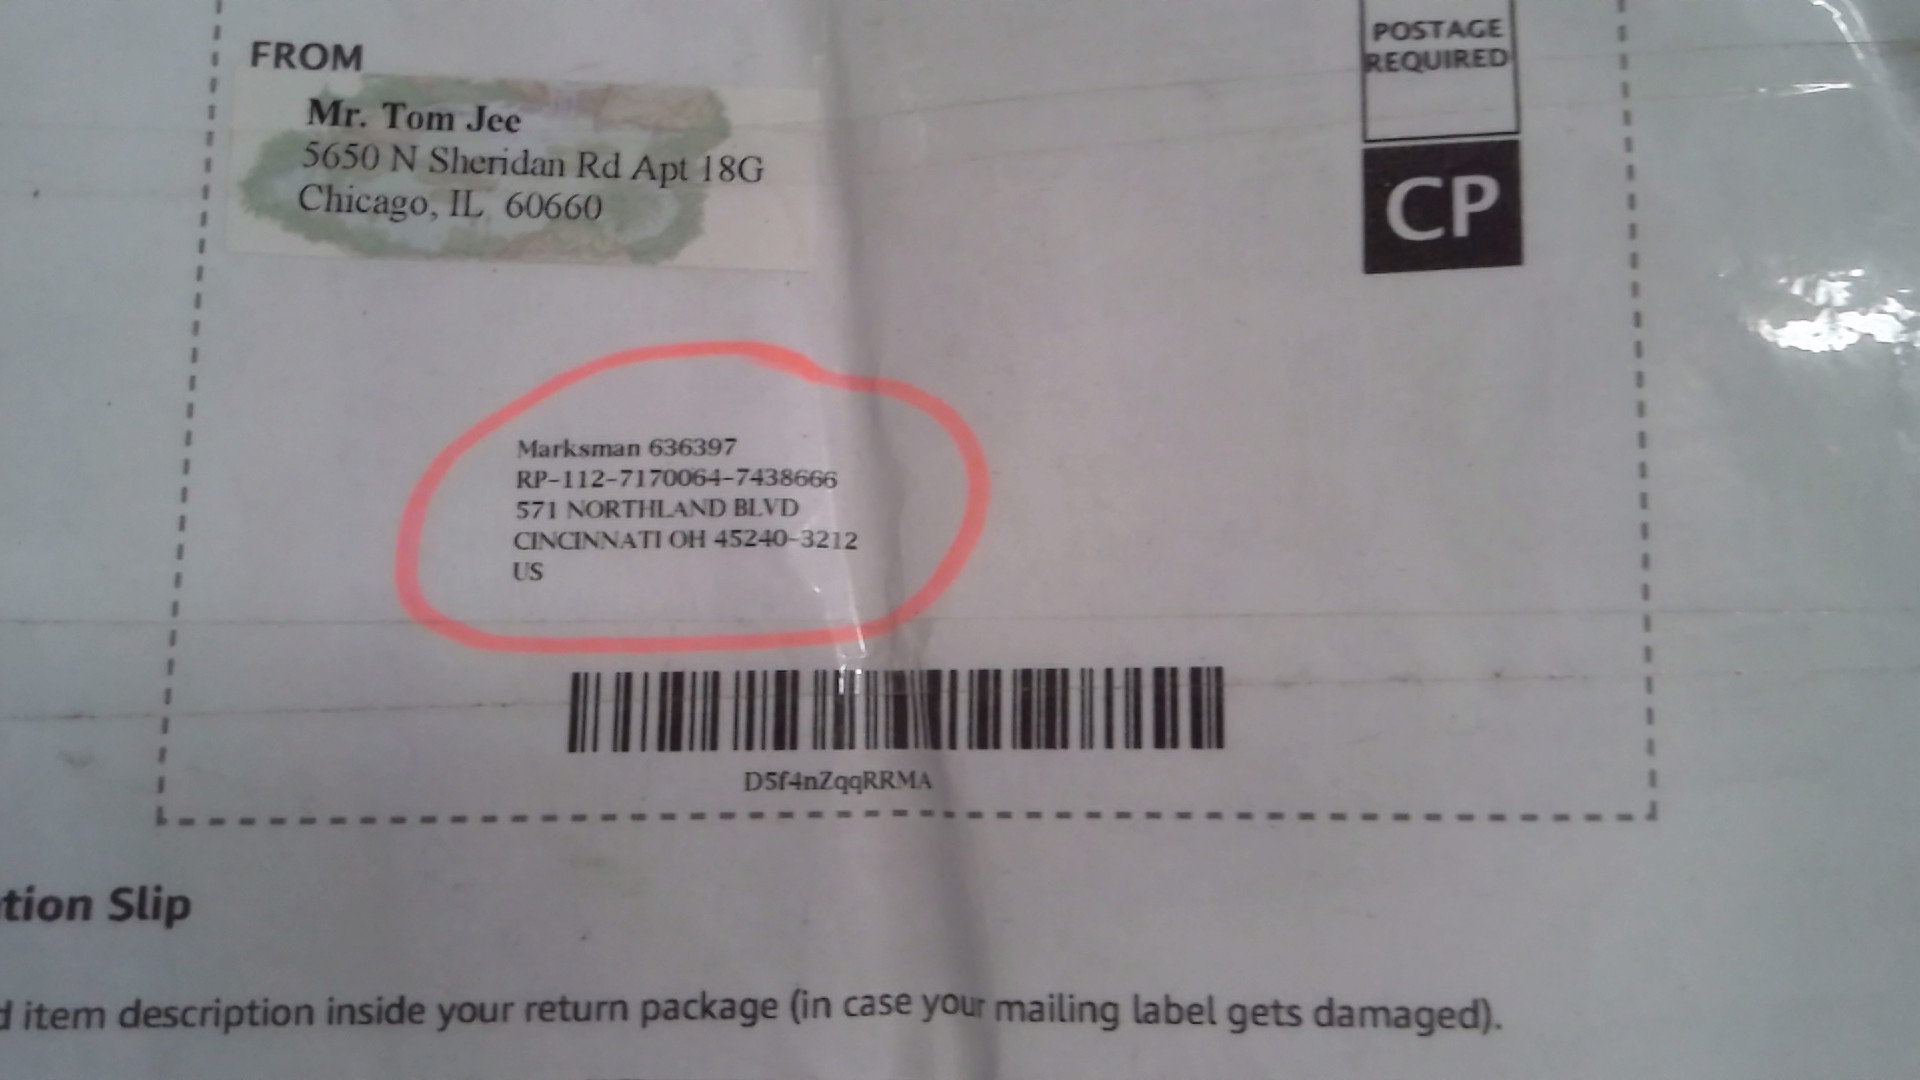 FROM
POSTAGE
REQUIRED
Mr. Tom Jee
5650 N Sheridan Rd Apt 18G
Chicago, IL 60660
CP
Marksman 636397
RP-112-7170064-7438666
571 NORTHLAND BLVD
CINCINNATI OH 45240-3212
US
D5f4nZqqRRMA
tion Slip
d item description inside your return package (in case your mailing label gets damaged).